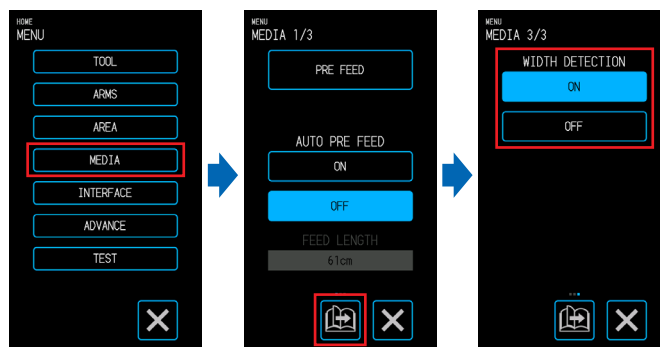 HOME
MENU
TOOL
ARMS
AREA
MEDIA
INTERFACE
ADVANCE
TEST
MENU
MEDIA 1/3
PRE FEED
AUTO PRE FEED
ON
OFF
FEED LENGTH
61cm
MENU
MEDIA 3/3
WIDTH DETECTION
ON
OFF